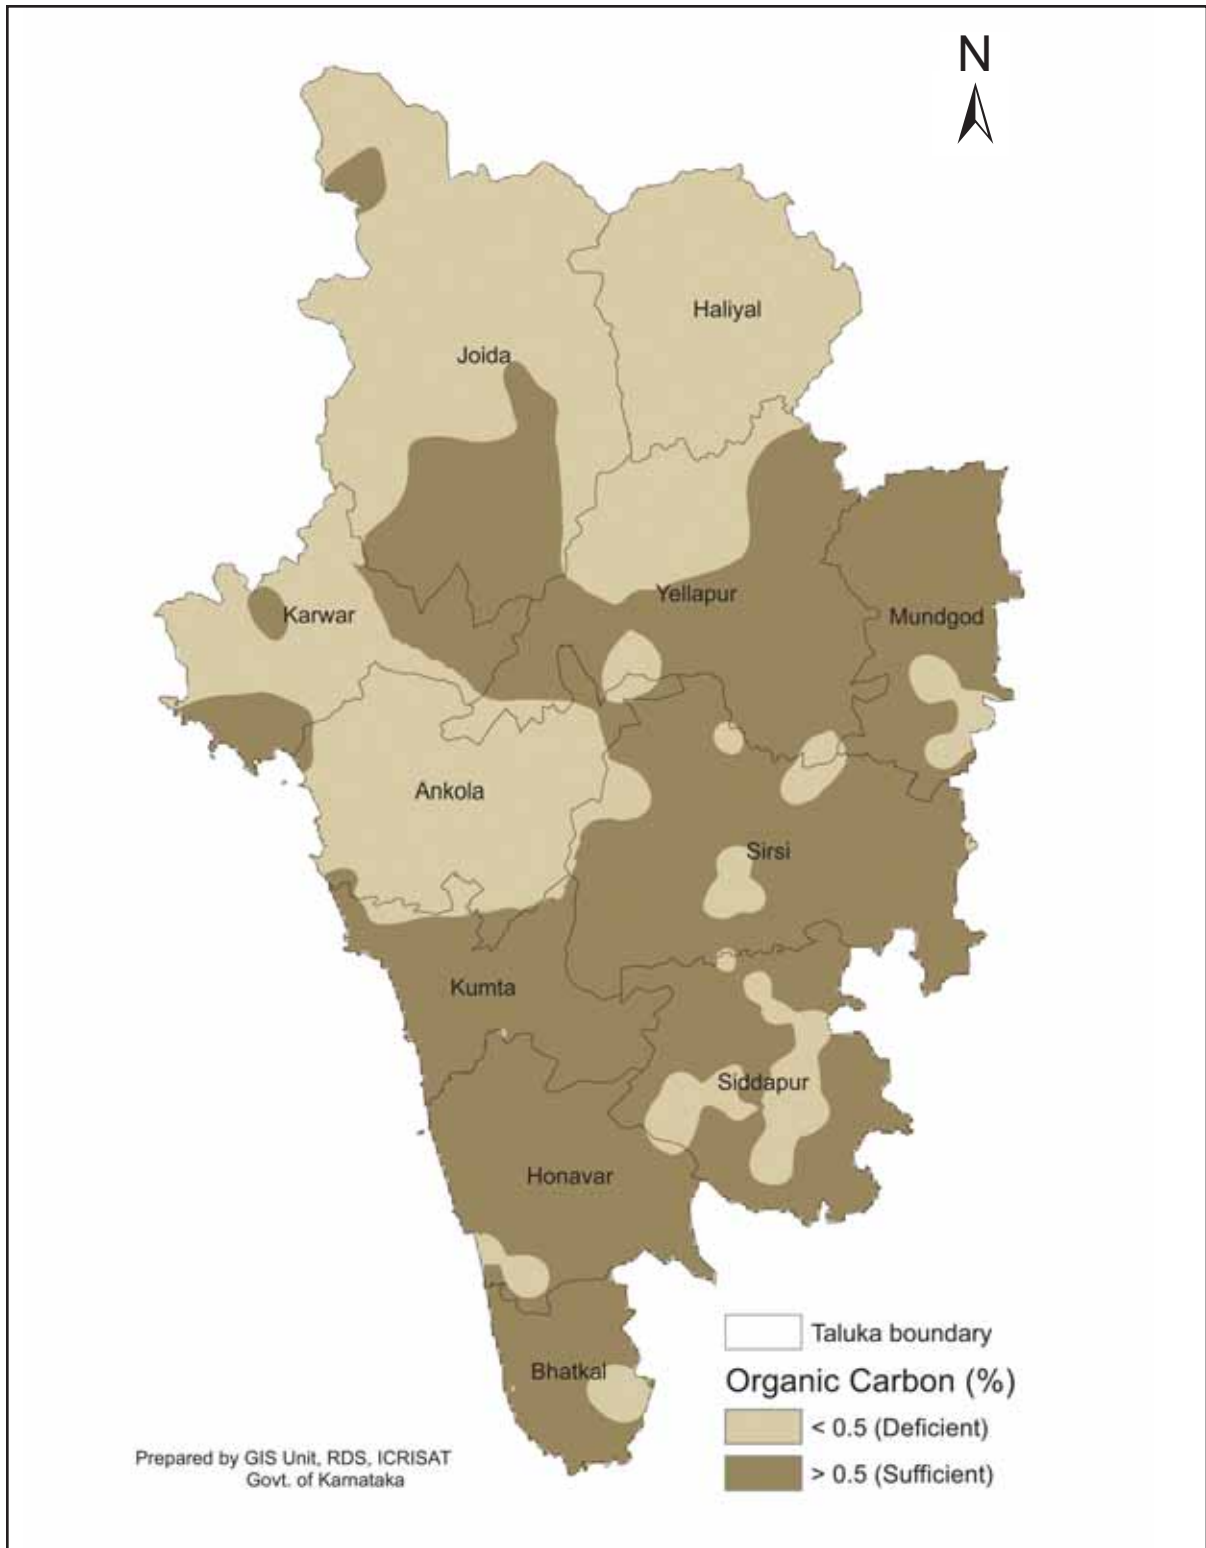 N
Haliyal
Joida
Yellapur
Karwar
Mundgod
Ankola
Sirsi
Kumta
Siddapur
Honavar
Bhatkal
Taluka boundary
Organic Carbon (%)
< 0.5 (Deficient)
> 0.5 (Sufficient)
Prepared by GIS Unit, RDS, ICRISAT
Govt. of Karnataka